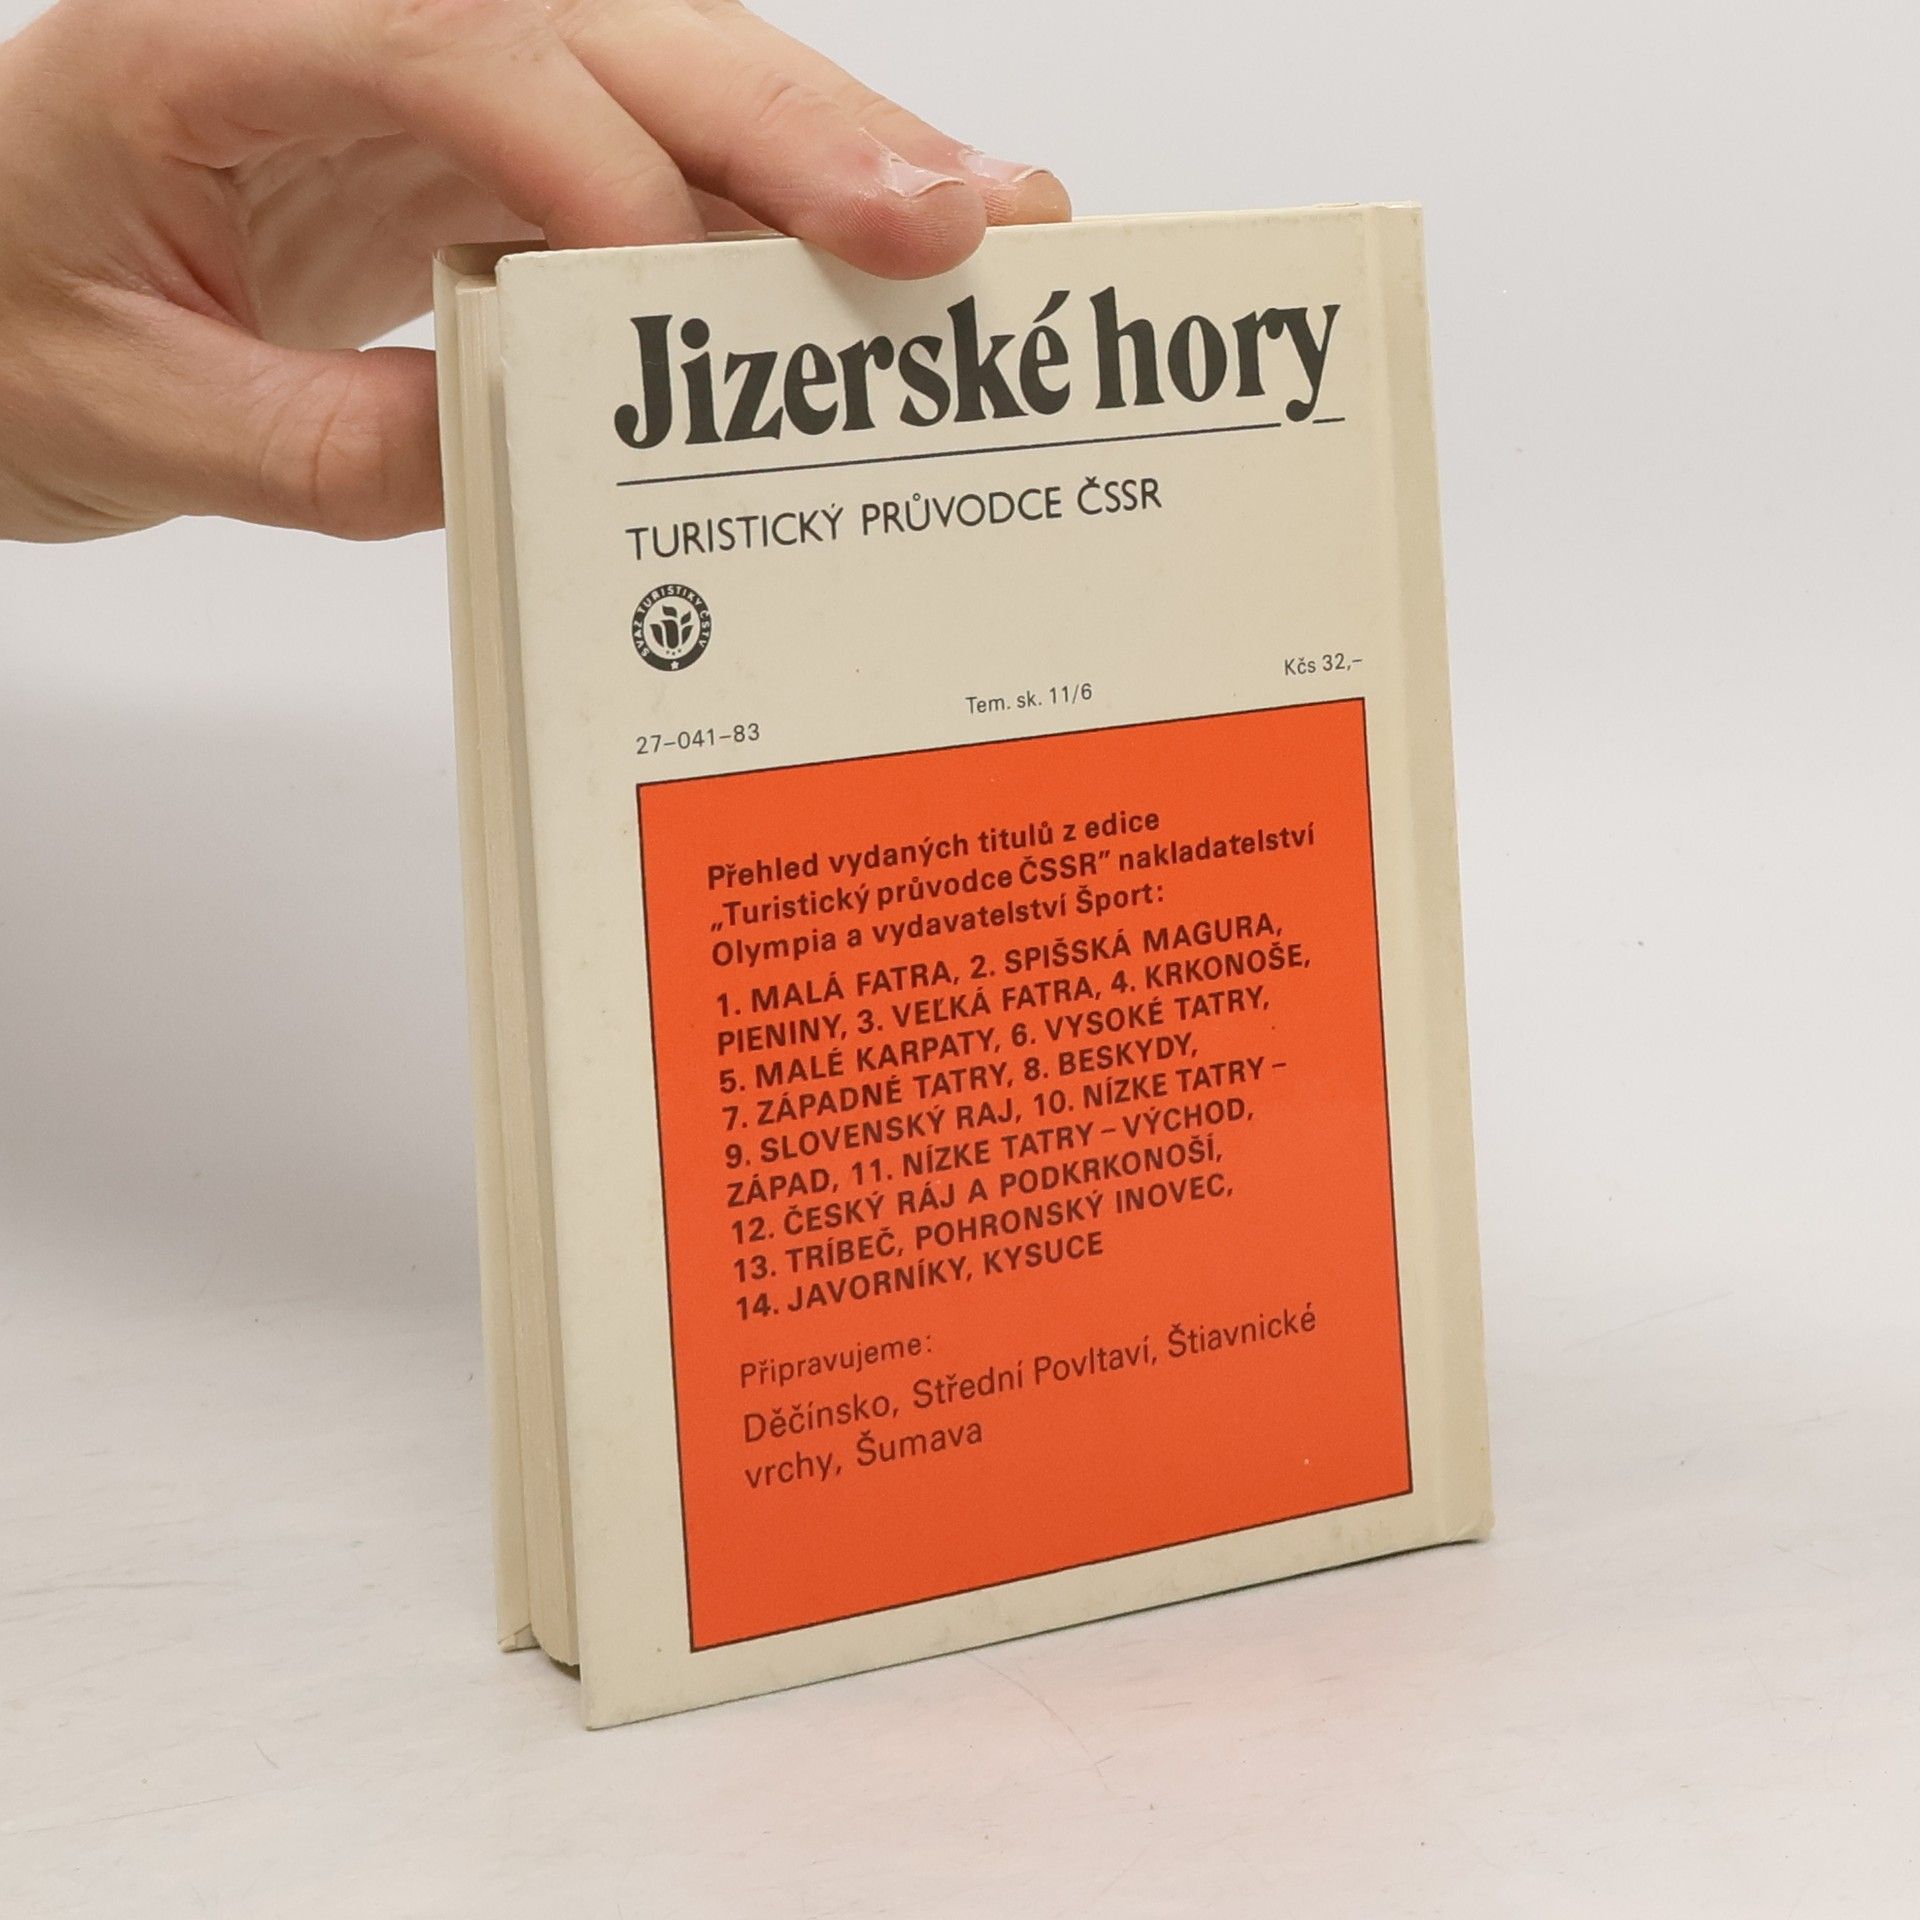 Jizerské hory
TURISTICKÝ PRŮVODCE ČSSR
SVAZ TURISTIKY ČSTV
27–041–83
Tem. sk. 11/6
Kčs 32,–
Přehled vydaných titulů z edice
„Turistický průvodce ČSSR” nakladatelství
Olympia a vydavatelství Šport:
1. MALÁ FATRA, 2. SPIŠSKÁ MAGURA,
PIENINY, 3. VEĽKÁ FATRA, 4. KRKONOŠE,
5. MALÉ KARPATY, 6. VYSOKÉ TATRY,
7. ZÁPADNÉ TATRY, 8. BESKYDY,
9. SLOVENSKÝ RAJ, 10. NÍZKE TATRY –
ZÁPAD, 11. NÍZKE TATRY – VÝCHOD,
12. ČESKÝ RÁJ A PODKRKONOŠÍ,
13. TRÍBEČ, POHRONSKÝ INOVEC,
14. JAVORNÍKY, KYSUCE
Připravujeme:
Děčínsko, Střední Povltaví, Štiavnické
vrchy, Šumava